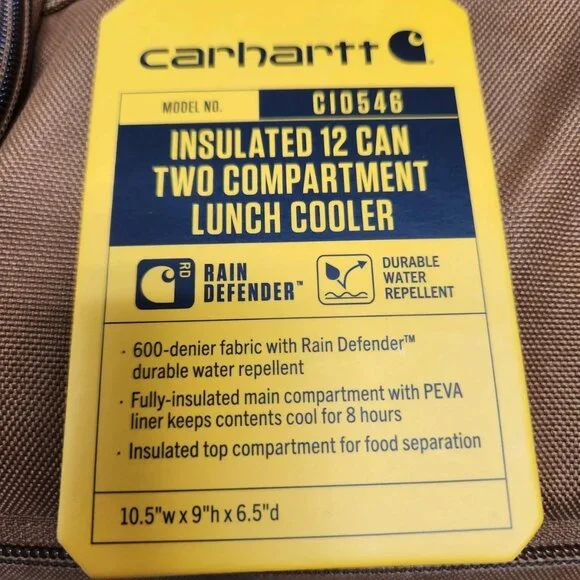 carhartt
MODEL NO. CI0546
INSULATED 12 CAN
TWO COMPARTMENT
LUNCH COOLER
RD
RAIN
DEFENDER™
DURABLE
WATER
REPELLENT
· 600-denier fabric with Rain Defender™
durable water repellent
· Fully-insulated main compartment with PEVA
liner keeps contents cool for 8 hours
· Insulated top compartment for food separation
10.5"w x 9"h x 6.5"d